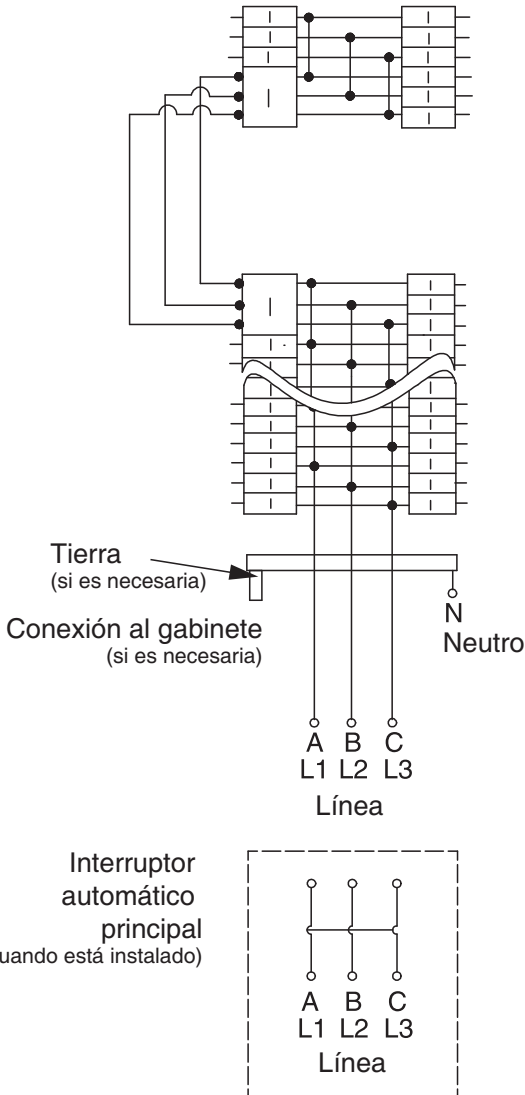 Tierra
(si es necesaria)
Conexión al gabinete
(si es necesaria)
N
Neutro
A B C
L1 L2 L3
Línea
Interruptor
automático
principal
uando está instalado)
A B C
L1 L2 L3
Línea